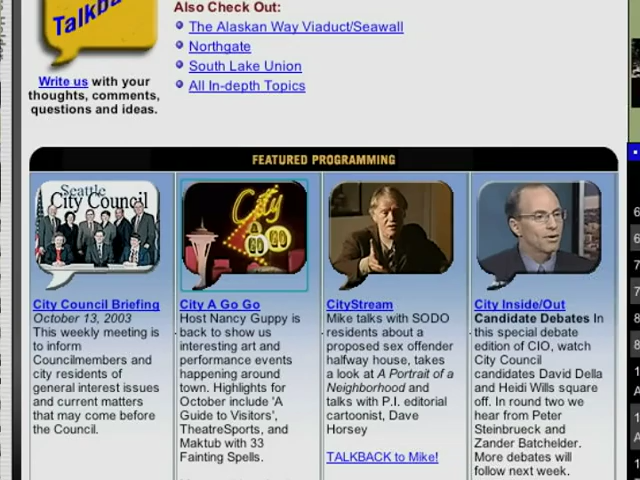 Talkba
Also Check Out:
The Alaskan Way Viaduct/Seawall
Northgate
South Lake Union
All In-depth Topics
Write us with your
thoughts, comments,
questions and ideas.
FEATURED PROGRAMMING
Seattle
City Council
City
A
GO GO
City Council Briefing
October 13, 2003
This weekly meeting is
to inform
Councilmembers and
city residents of
general interest issues
and current matters
that may come before
the Council.
City A Go Go
Host Nancy Guppy is
back to show us
interesting art and
performance events
happening around
town. Highlights for
October include 'A
Guide to Visitors',
TheatreSports, and
Maktub with 33
Fainting Spells.
CityStream
Mike talks with SODO
residents about a
proposed sex offender
halfway house, takes
a look at A Portrait of a
Neighborhood and
talks with P.I. editorial
cartoonist, Dave
Horsey
TALKBACK to Mike!
City Inside/Out
Candidate Debates In
this special debate
edition of CIO, watch
City Council
candidates David Della
and Heidi Wills square
off. In round two we
hear from Peter
Steinbrueck and
Zander Batchelder.
More debates will
follow next week.